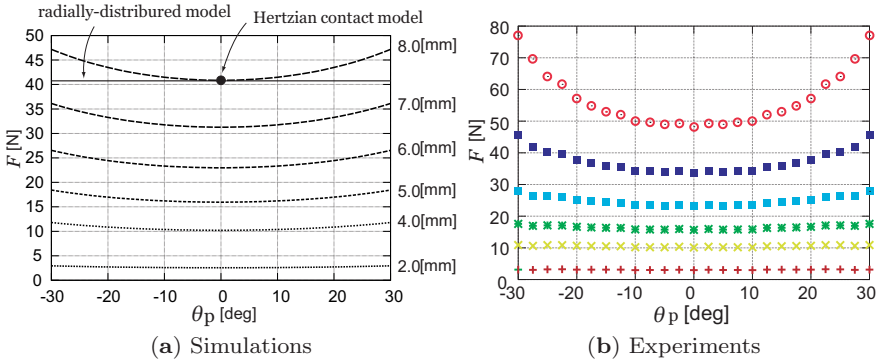 radially-distribured model
Hertzian contact model
50
45
40
35
30
25
20
15
10
5
0
F [N]
8.0[mm]
7.0[mm]
6.0[mm]
5.0[mm]
4.0[mm]
2.0[mm]
-30 -20 -10 0 10 20 30
θp [deg]
(a) Simulations
80
70
60
50
40
30
20
10
0
F [N]
-30 -20 -10 0 10 20 30
θp [deg]
(b) Experiments